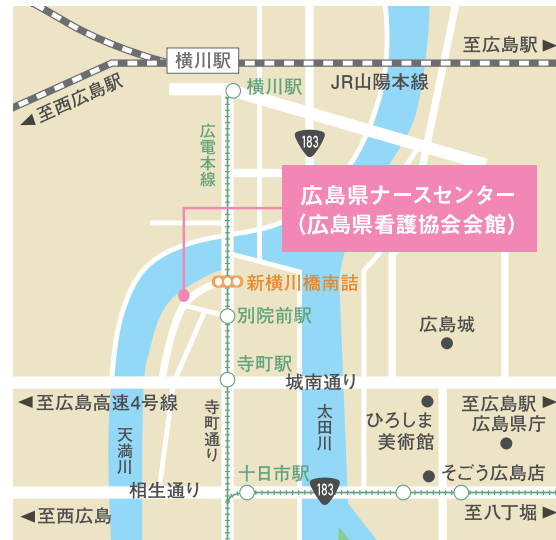 至広島駅
横川駅
JR山陽本線
至西広島駅
横川駅
広電本線
183
広島県ナースセンター
（広島県看護協会会館）
新横川橋南詰
別院前駅
広島城
寺町駅
城南通り
至広島高速4号線
寺町通り
太田川
ひろしま
美術館
至広島駅
広島県庁
天満川
十日市駅
そごう広島店
相生通り
183
至西広島
至八丁堀